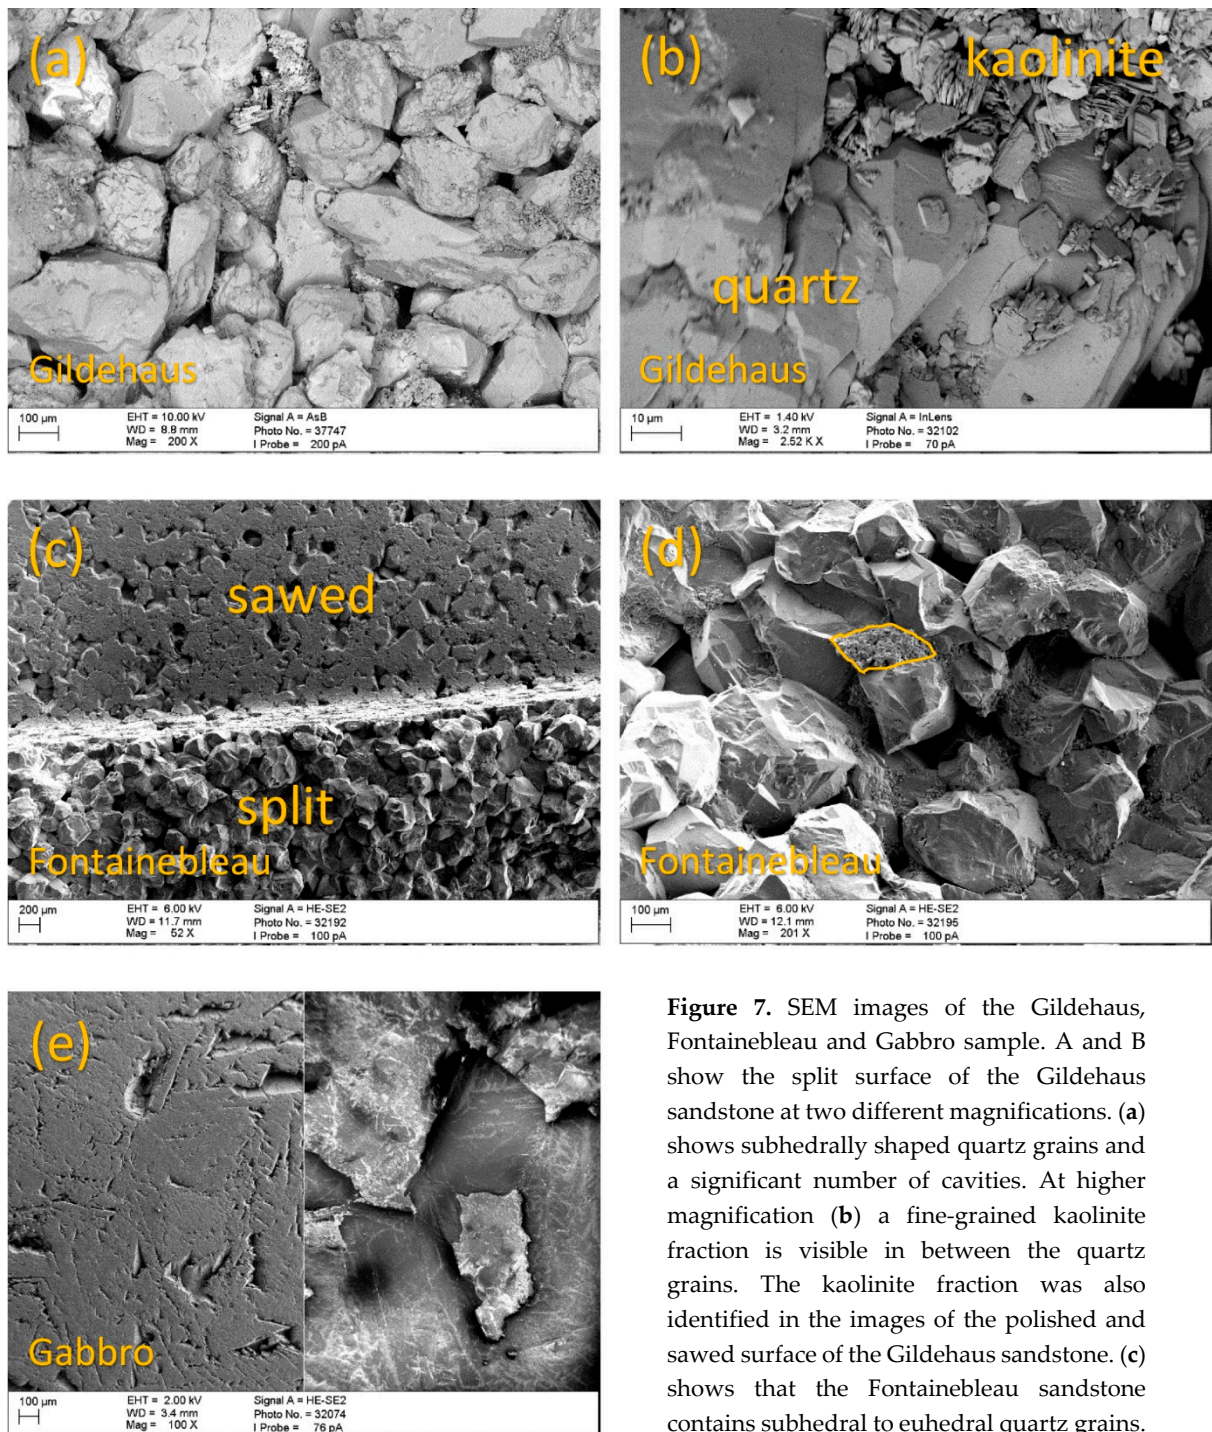 (a)
Gildehaus
100 µm
EHT = 10.00 kV
WD = 8.8 mm
Mag = 200 X
Signal A = AsB
Photo No. = 37747
I Probe = 200 pA
(b)
kaolinite
quartz
Gildehaus
10 µm
EHT = 1.40 kV
WD = 3.2 mm
Mag = 2.52 K X
Signal A = InLens
Photo No. = 32102
I Probe = 70 pA
(c)
sawed
split
Fontainebleau
200 µm
EHT = 6.00 kV
WD = 11.7 mm
Mag = 52 X
Signal A = HE-SE2
Photo No. = 32192
I Probe = 100 pA
(d)
Fontainebleau
100 µm
EHT = 6.00 kV
WD = 12.1 mm
Mag = 201 X
Signal A = HE-SE2
Photo No. = 32195
I Probe = 100 pA
(e)
Gabbro
100 µm
EHT = 2.00 kV
WD = 3.4 mm
Mag = 100 X
Signal A = HE-SE2
Photo No. = 32074
I Probe = 76 pA
Figure 7. SEM images of the Gildehaus,
Fontainebleau and Gabbro sample. A and B
show the split surface of the Gildehaus
sandstone at two different magnifications. (a)
shows subhedrally shaped quartz grains and
a significant number of cavities. At higher
magnification (b) a fine-grained kaolinite
fraction is visible in between the quartz
grains. The kaolinite fraction was also
identified in the images of the polished and
sawed surface of the Gildehaus sandstone. (c)
shows that the Fontainebleau sandstone
contains subhedral to euhedral quartz grains.